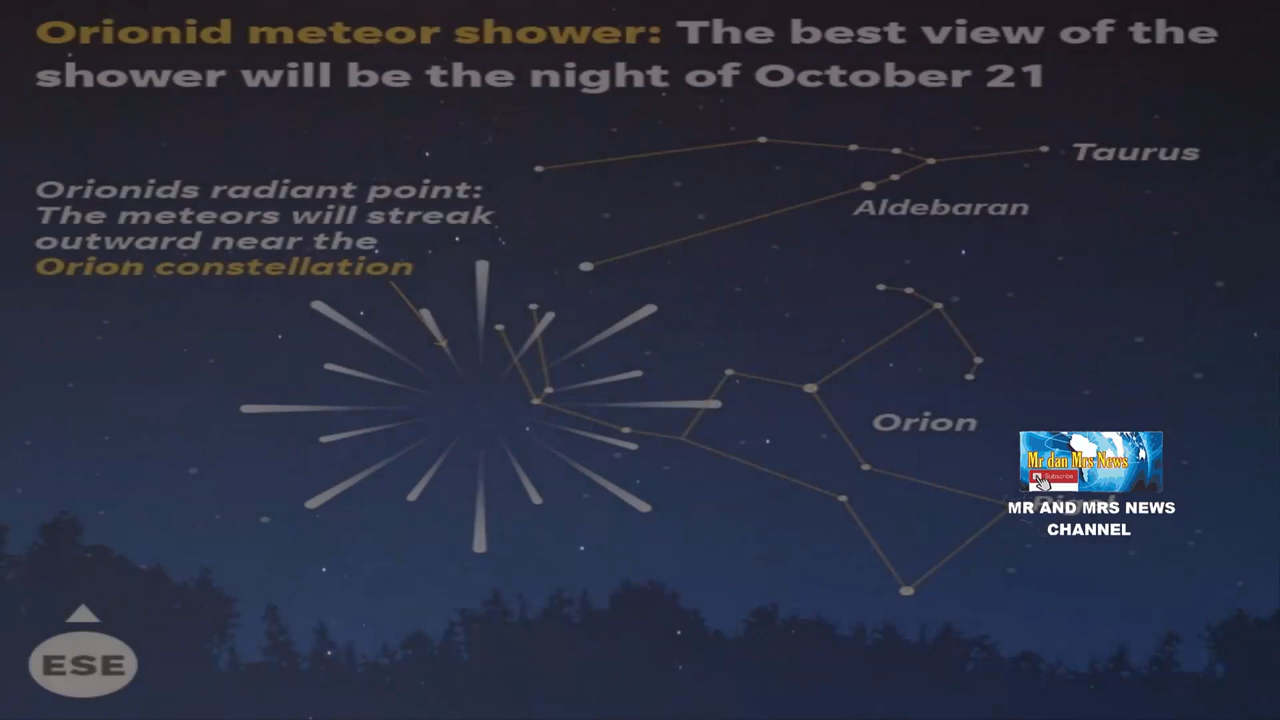 Orionid meteor shower: The best view of the
shower will be the night of October 21
Taurus
Orionids radiant point:
The meteors will streak
outward near the
Orion constellation
Aldebaran
Orion
Mr dan Mrs News
Subscribe
MR AND MRS NEWS
CHANNEL
ESE